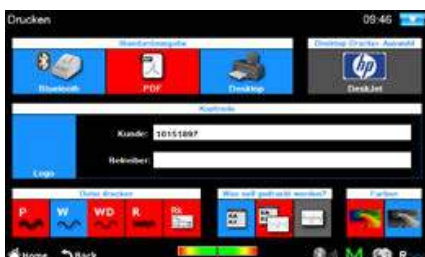 Drucken 09:46
Standardausgabe
Desktop Drucker Auswahl
Bluetooth PDF Desktop
hp
DeskJet
Kopfzeile
Kunde: 10151897
Betreiber:
Logo
Daten drucken
Was soll gedruckt werden?
Farben
P W WD R Rk
Home Back M R